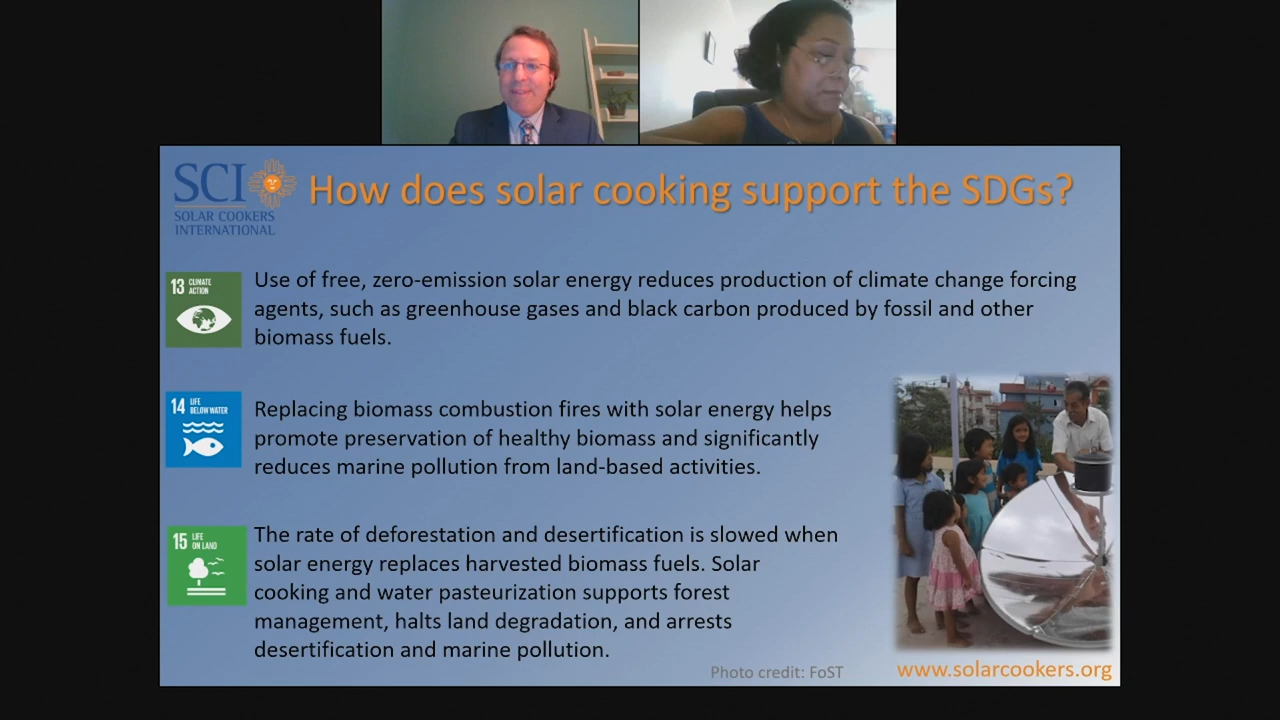 SCI
SOLAR COOKERS
INTERNATIONAL
How does solar cooking support the SDGs?
13 CLIMATE
ACTION
Use of free, zero-emission solar energy reduces production of climate change forcing
agents, such as greenhouse gases and black carbon produced by fossil and other
biomass fuels.
14 LIFE
BELOW WATER
Replacing biomass combustion fires with solar energy helps
promote preservation of healthy biomass and significantly
reduces marine pollution from land-based activities.
15 LIFE
ON LAND
The rate of deforestation and desertification is slowed when
solar energy replaces harvested biomass fuels. Solar
cooking and water pasteurization supports forest
management, halts land degradation, and arrests
desertification and marine pollution.
Photo credit: FoST
www.solarcookers.org